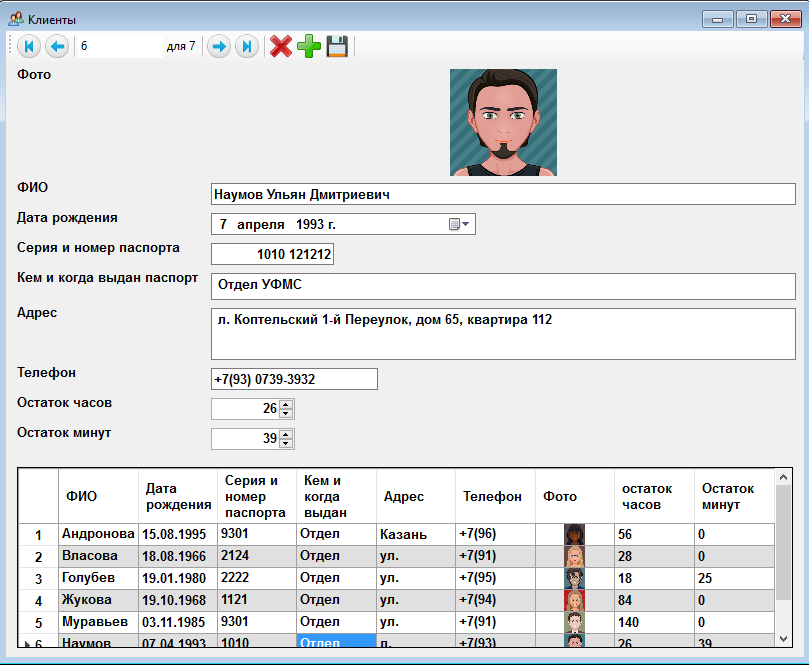 Клиенты
6 для 7
Фото
ФИО Наумов Ульян Дмитриевич
Дата рождения 7 апреля 1993 г.
Серия и номер паспорта 1010 121212
Кем и когда выдан паспорт Отдел УФМС
Адрес л. Коптельский 1-й Переулок, дом 65, квартира 112
Телефон +7(93) 0739-3932
Остаток часов 26
Остаток минут 39
ФИО Дата рождения Серия и номер паспорта Кем и когда выдан Адрес Телефон Фото остаток часов Остаток минут
1 Андронова 15.08.1995 9301 Отдел Казань +7(96) 56 0
2 Власова 18.08.1966 2124 Отдел ул. +7(91) 28 0
3 Голубев 19.01.1980 2222 Отдел ул. +7(95) 18 25
4 Жукова 19.10.1968 1121 Отдел ул. +7(94) 84 0
5 Муравьев 03.11.1985 9301 Отдел ул. +7(91) 140 0
6 Наумов 07.04.1993 1010 Отдел л. +7(93) 26 39